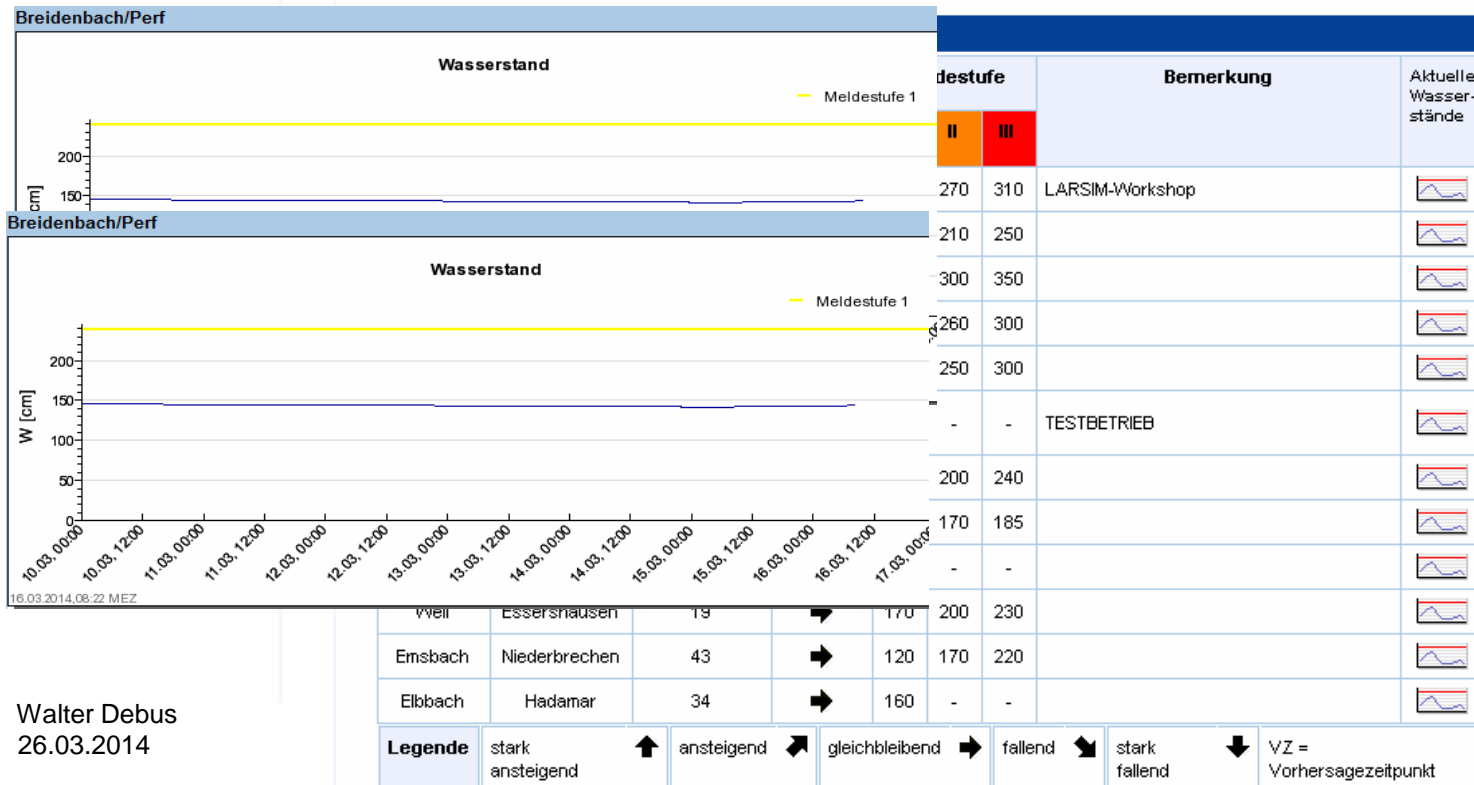 Breidenbach/Perf
Wasserstand
Meldestufe 1
200
150
Breidenbach/Perf
Wasserstand
Meldestufe 1
W [cm]
200
150
100
50
0
10.03, 00:00
10.03, 12:00
11.03, 00:00
11.03, 12:00
12.03, 00:00
12.03, 12:00
13.03, 00:00
13.03, 12:00
14.03, 00:00
14.03, 12:00
15.03, 00:00
15.03, 12:00
16.03, 00:00
16.03, 12:00
17.03, 00:00
16.03.2014,08:22 MEZ
Bemerkung
Aktuelle
Wasser-
stände
II III
270 310 LARSIM-Workshop
210 250
300 350
260 300
250 300
- - TESTBETRIEB
200 240
170 185
- -
Weil Essershausen 19 170 200 230
Emsbach Niederbrechen 43 120 170 220
Elbbach Hadamar 34 160 - -
Legende stark ansteigend gleichbleibend fallend stark VZ =
ansteigend fallend Vorhersagezeitpunkt
Walter Debus
26.03.2014